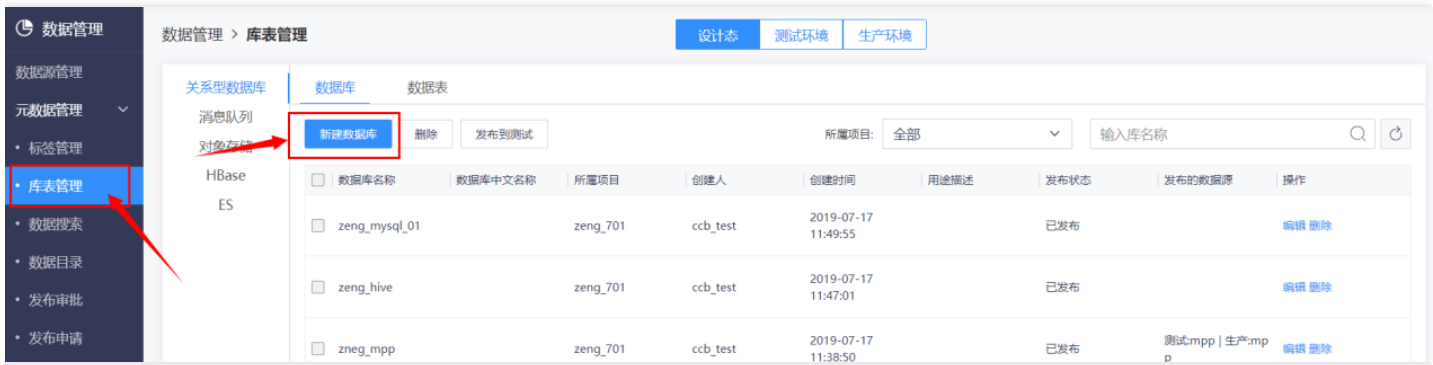 数据管理
数据管理 > 库表管理
设计态 测试环境 生产环境
数据源管理
元数据管理
• 标签管理
• 库表管理
• 数据搜索
• 数据目录
• 发布审批
• 发布申请
关系型数据库
消息队列
对象存储
HBase
ES
数据库 数据表
新建数据库 删除 发布到测试 所属项目: 全部 输入库名称
数据库名称 数据库中文名称 所属项目 创建人 创建时间 用途描述 发布状态 发布的数据源 操作
zeng_mysql_01 zeng_701 ccb_test 2019-07-17 已发布 编辑 删除
11:49:55
zeng_hive zeng_701 ccb_test 2019-07-17 已发布 编辑 删除
11:47:01
zneg_mpp zeng_701 ccb_test 2019-07-17 已发布 测试:mpp | 生产:mp 编辑 删除
11:38:50 p